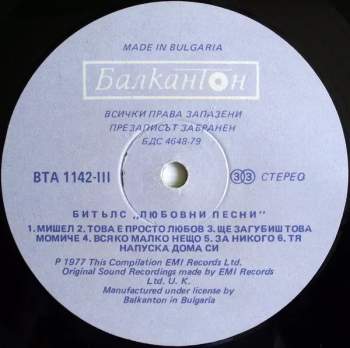 MADE IN BULGARIA
Балкантон
ВСИЧКИ ПРАВА ЗАПАЗЕНИ
ПРЕЗАПИСЪТ ЗАБРАНЕН
БДС 4648-79
ВТА 1142-III
33 СТЕРЕО
БИТЪЛС „ЛЮБОВНИ ПЕСНИ"
1. МИШЕЛ 2. ТОВА Е ПРОСТО ЛЮБОВ 3. ЩЕ ЗАГУБИШ ТОВА
МОМИЧЕ 4. ВСЯКО МАЛКО НЕЩО 5. ЗА НИКОГО 6. ТЯ
НАПУСКА ДОМА СИ
P 1977 This Compilation EMI Records Ltd.
Original Sound Recordings made by EMI Records
Ltd. U. K.
Manufactured under license by
Balkanton in Bulgaria